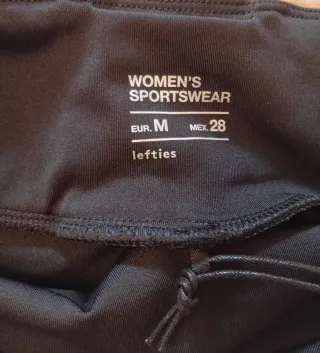 WOMEN'S
SPORTSWEAR
EUR. M MEX. 28
lefties